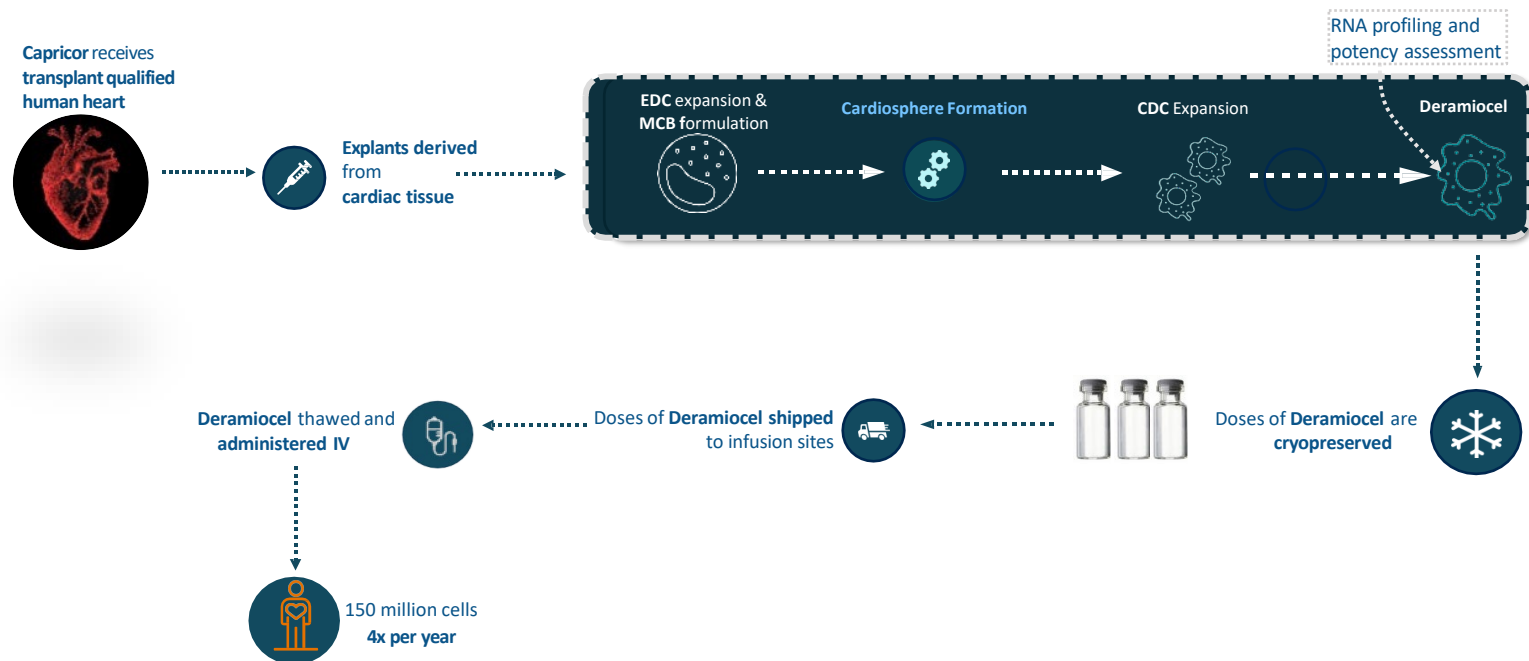 Capricor receives
transplant qualified
human heart
Explants derived
from
cardiac tissue
EDC expansion &
MCB formulation
Cardiosphere Formation
CDC Expansion
Deramiocel
RNA profiling and
potency assessment
Doses of Deramiocel are
cryopreserved
Doses of Deramiocel shipped
to infusion sites
Deramiocel thawed and
administered IV
150 million cells
4x per year